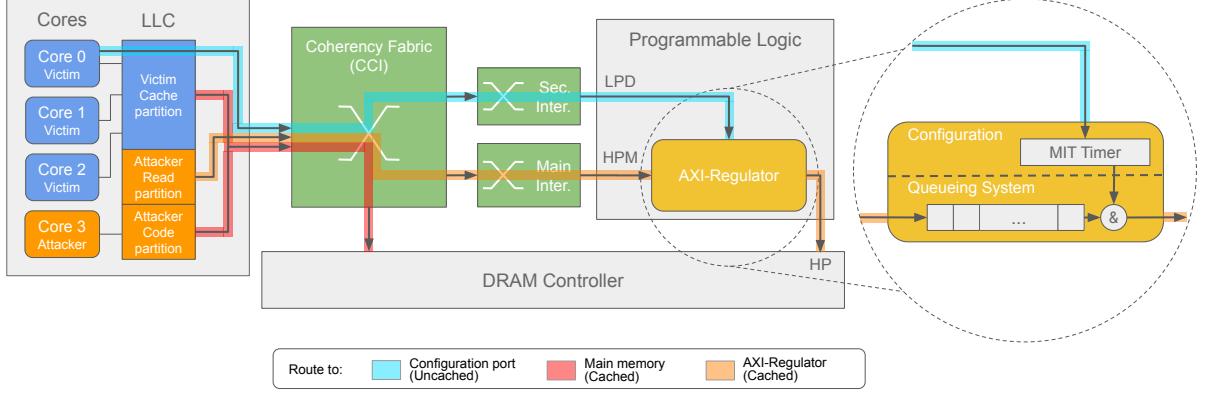 Cores
LLC
Core 0
Victim
Core 1
Victim
Core 2
Victim
Core 3
Attacker
Victim
Cache
partition
Attacker
Read
partition
Attacker
Code
partition
Coherency Fabric
(CCI)
Sec.
Inter.
Main
Inter.
Programmable Logic
LPD
HPM
AXI-Regulator
HP
DRAM Controller
Configuration
MIT Timer
Queueing System
...
&
Route to:
Configuration port
(Uncached)
Main memory
(Cached)
AXI-Regulator
(Cached)